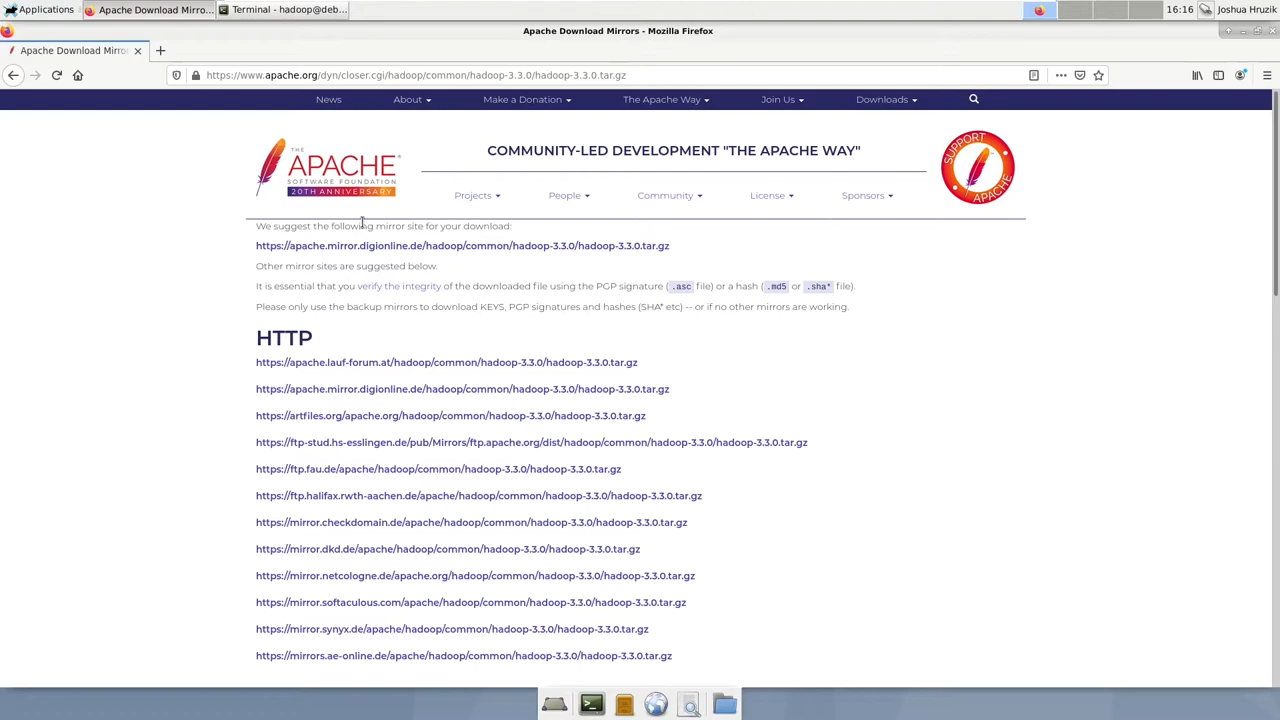 Applications
Apache Download Mirro...
Terminal - hadoop@deb...
16:16
Joshua Hruzik
Apache Download Mirrors - Mozilla Firefox
Apache Download Mirro
https://www.apache.org/dyn/closer.cgi/hadoop/common/hadoop-3.3.0/hadoop-3.3.0.tar.gz
News
About
Make a Donation
The Apache Way
Join Us
Downloads
THE
APACHE®
SOFTWARE FOUNDATION
20TH ANNIVERSARY
COMMUNITY-LED DEVELOPMENT "THE APACHE WAY"
SUPPORT
APACHE
Projects
People
Community
License
Sponsors
We suggest the following mirror site for your download:
https://apache.mirror.digionline.de/hadoop/common/hadoop-3.3.0/hadoop-3.3.0.tar.gz
Other mirror sites are suggested below.
It is essential that you verify the integrity of the downloaded file using the PGP signature ( .asc file) or a hash ( .md5 or .sha* file).
Please only use the backup mirrors to download KEYS, PGP signatures and hashes (SHA* etc) -- or if no other mirrors are working.
HTTP
https://apache.lauf-forum.at/hadoop/common/hadoop-3.3.0/hadoop-3.3.0.tar.gz
https://apache.mirror.digionline.de/hadoop/common/hadoop-3.3.0/hadoop-3.3.0.tar.gz
https://artfiles.org/apache.org/hadoop/common/hadoop-3.3.0/hadoop-3.3.0.tar.gz
https://ftp-stud.hs-esslingen.de/pub/Mirrors/ftp.apache.org/dist/hadoop/common/hadoop-3.3.0/hadoop-3.3.0.tar.gz
https://ftp.fau.de/apache/hadoop/common/hadoop-3.3.0/hadoop-3.3.0.tar.gz
https://ftp.halifax.rwth-aachen.de/apache/hadoop/common/hadoop-3.3.0/hadoop-3.3.0.tar.gz
https://mirror.checkdomain.de/apache/hadoop/common/hadoop-3.3.0/hadoop-3.3.0.tar.gz
https://mirror.dkd.de/apache/hadoop/common/hadoop-3.3.0/hadoop-3.3.0.tar.gz
https://mirror.netcologne.de/apache.org/hadoop/common/hadoop-3.3.0/hadoop-3.3.0.tar.gz
https://mirror.softaculous.com/apache/hadoop/common/hadoop-3.3.0/hadoop-3.3.0.tar.gz
https://mirror.synyx.de/apache/hadoop/common/hadoop-3.3.0/hadoop-3.3.0.tar.gz
https://mirrors.ae-online.de/apache/hadoop/common/hadoop-3.3.0/hadoop-3.3.0.tar.gz